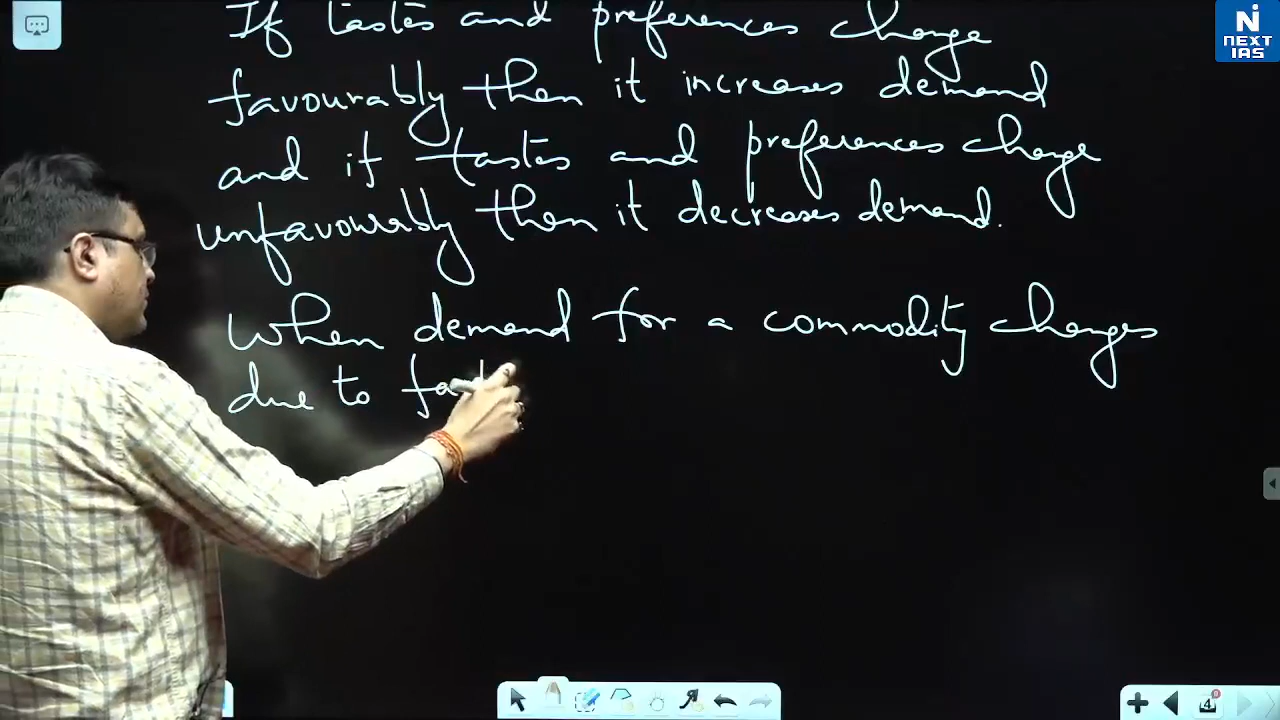 If tastes and preferences change
favourably then it increases demand
and if tastes and preferences change
unfavourably then it decreases demand.
When demand for a commodity changes
due to
NEXT
IAS
4